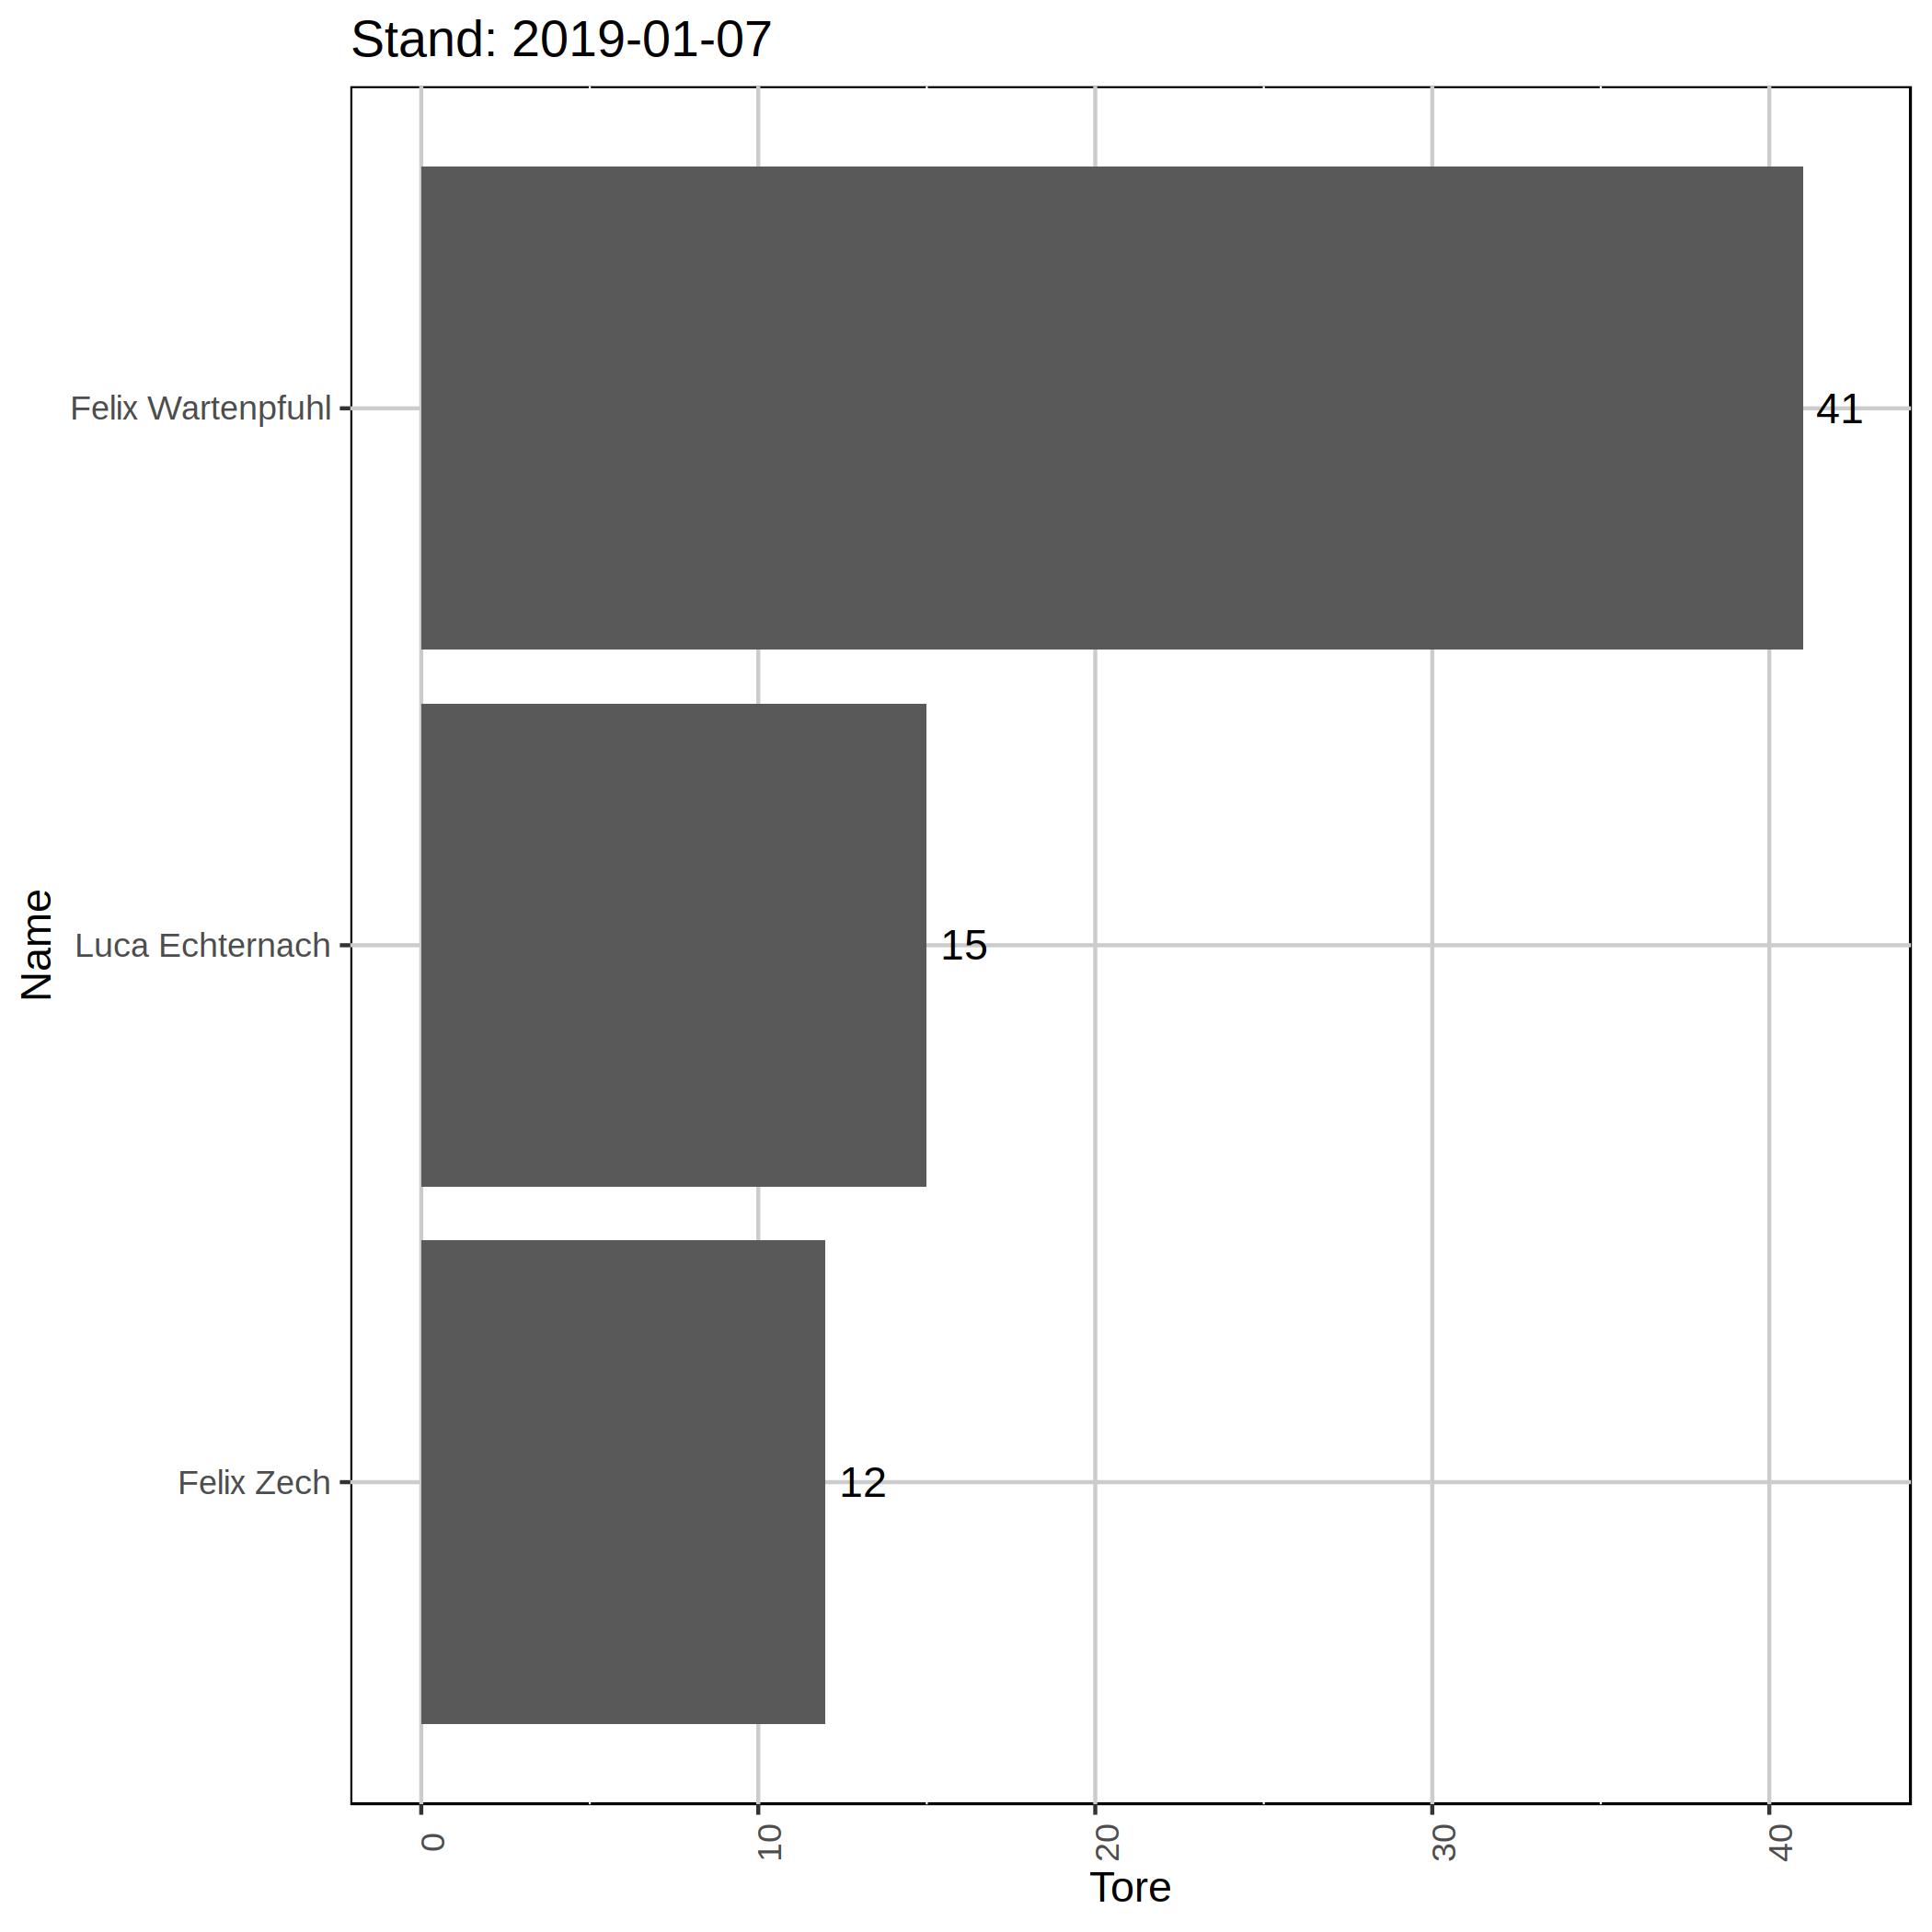 Stand: 2019-01-07
Name
Felix Wartenpfuhl
41
Luca Echternach
15
Felix Zech
12
0 10 20 30 40
Tore